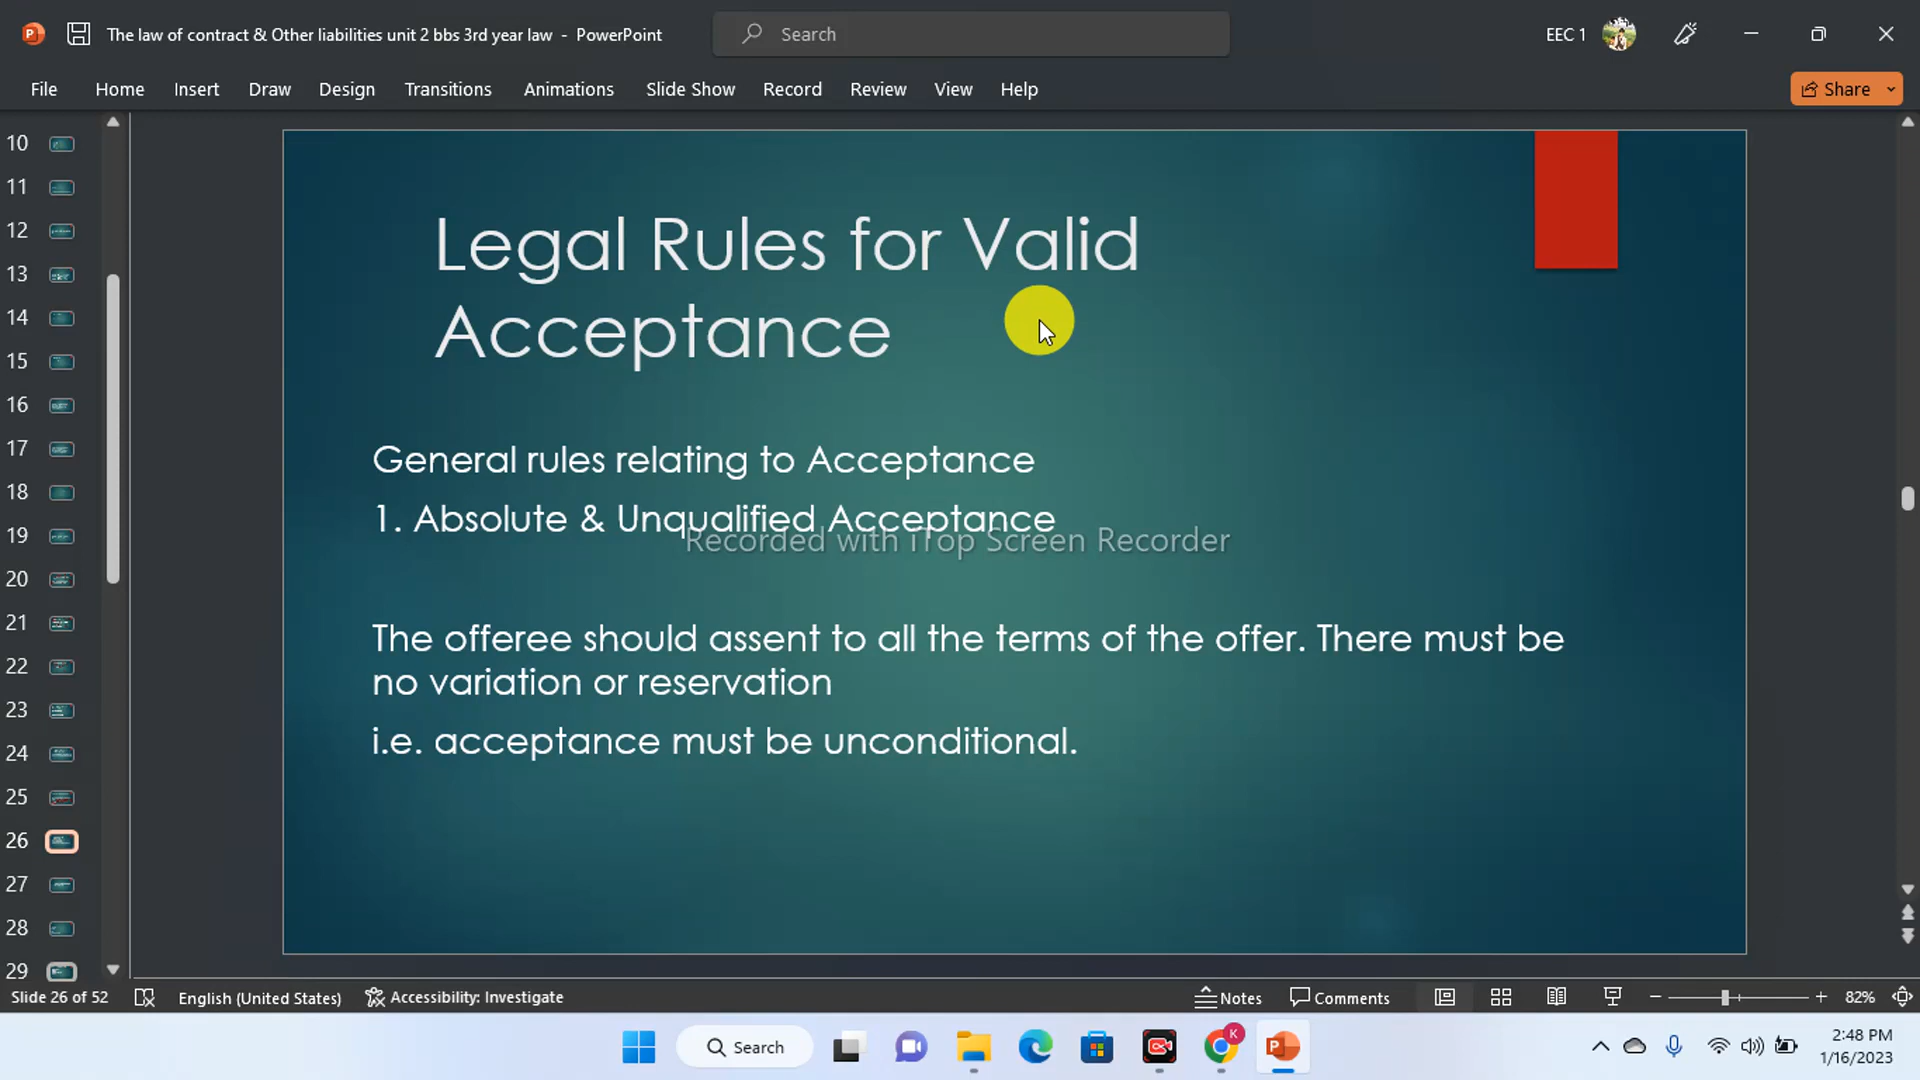 The law of contract & Other liabilities unit 2 bbs 3rd year law - PowerPoint
Search
EEC 1
File Home Insert Draw Design Transitions Animations Slide Show Record Review View Help
Share
10
11
12
13
14
15
16
17
18
19
20
21
22
23
24
25
26
27
28
29
Legal Rules for Valid
Acceptance
General rules relating to Acceptance
1. Absolute & Unqualified Acceptance
Recorded with iTop Screen Recorder
The offeree should assent to all the terms of the offer. There must be
no variation or reservation
i.e. acceptance must be unconditional.
Slide 26 of 52 English (United States) Accessibility: Investigate Notes Comments 82%
Search
K
2:48 PM
1/16/2023